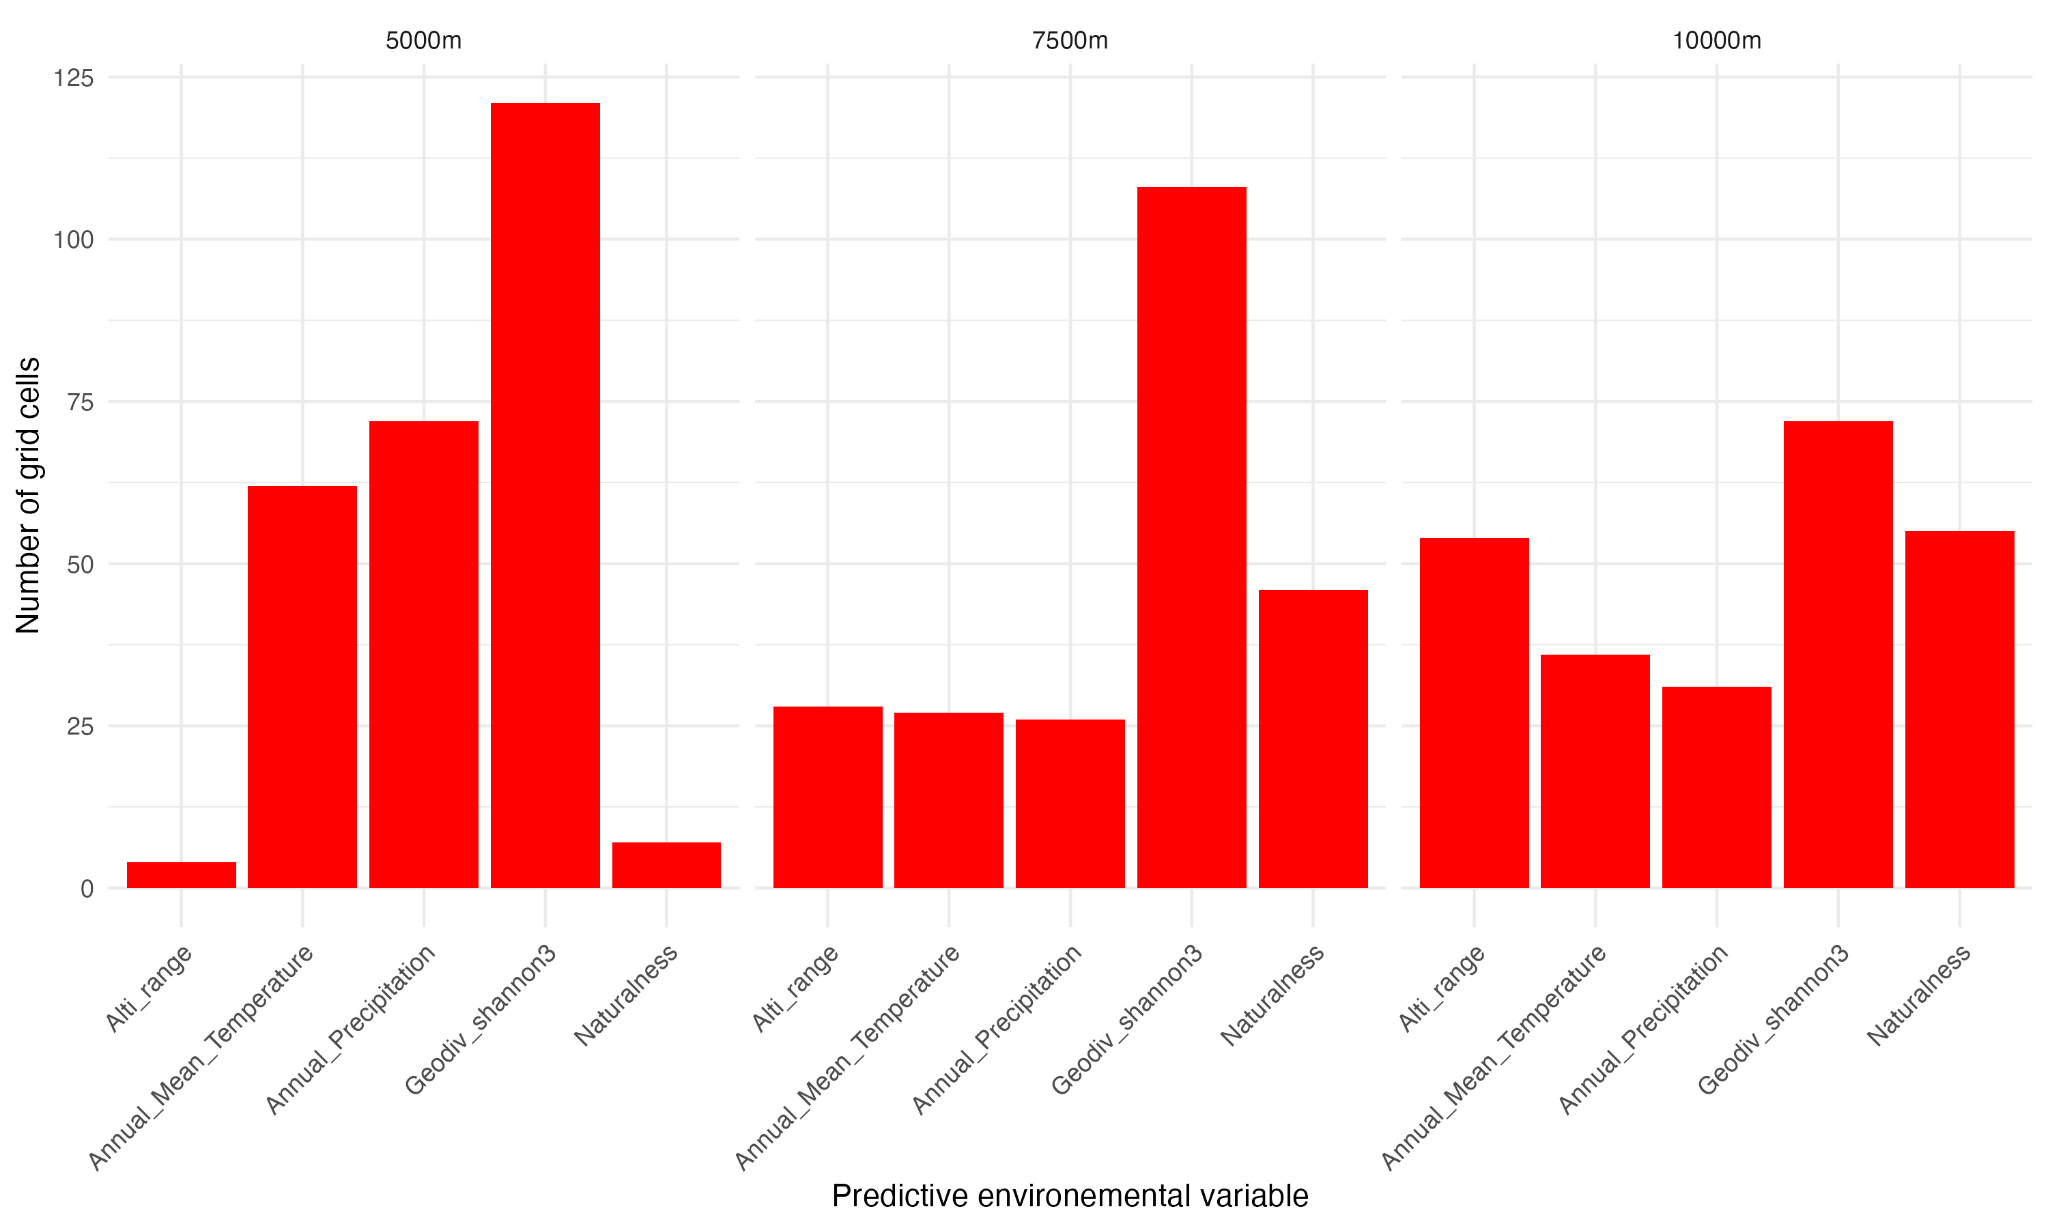 5000m
7500m
10000m
125
100
75
50
25
0
Number of grid cells
Alti_range
Annual_Mean_Temperature
Annual_Precipitation
Geodiv_shannon3
Naturalness
Alti_range
Annual_Mean_Temperature
Annual_Precipitation
Geodiv_shannon3
Naturalness
Alti_range
Annual_Mean_Temperature
Annual_Precipitation
Geodiv_shannon3
Naturalness
Predictive environemental variable